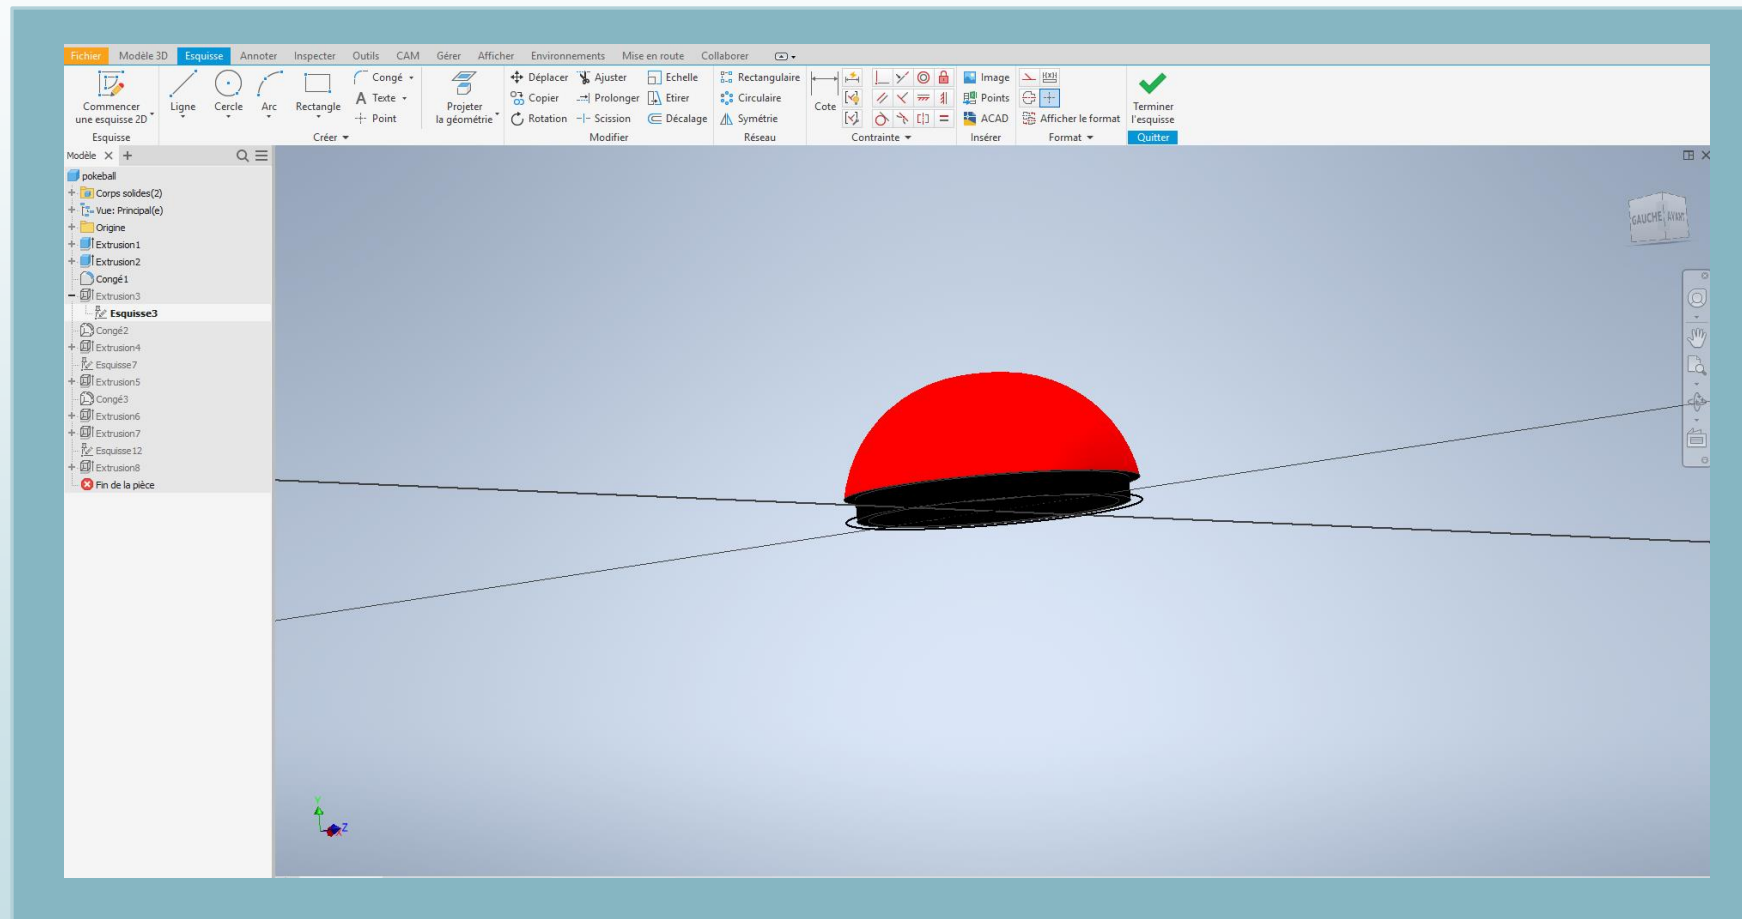 Fichier Modèle 3D Esquisse Annoter Inspecter Outils CAM Gérer Afficher Environnements Mise en route Collaborer
Commencer
une esquisse 2D
Ligne
Cercle
Arc
Rectangle
Congé
Texte
Point
Projeter
la géométrie
Déplacer
Copier
Rotation
Ajuster
Prolonger
Scission
Echelle
Etirer
Décalage
Rectangulaire
Circulaire
Symétrie
Cote
Image
Points
ACAD
Afficher le format
Terminer
l'esquisse
Esquisse Créer Modifier Réseau Contrainte Insérer Format Quitter
Modèle
pokeball
Corps solides(2)
Vue: Principal(e)
Origine
Extrusion1
Extrusion2
Congé1
Extrusion3
Esquisse3
Congé2
Extrusion4
Esquisse7
Extrusion5
Congé3
Extrusion6
Extrusion7
Esquisse12
Extrusion8
Fin de la pièce
GAUCHE AVANT
Y
X
Z